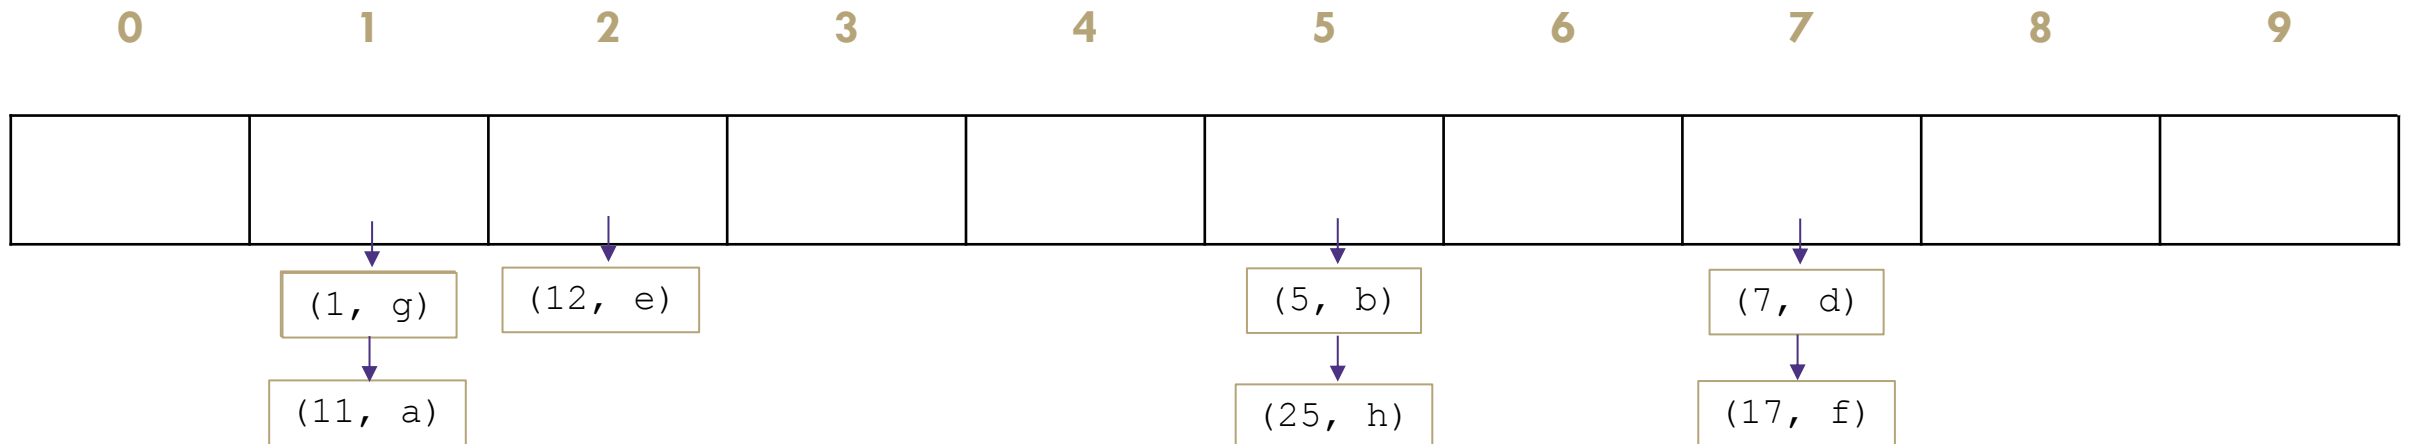 0 1 2 3 4 5 6 7 8 9
(1, g) (12, e) (5, b) (7, d)
(11, a) (25, h) (17, f)